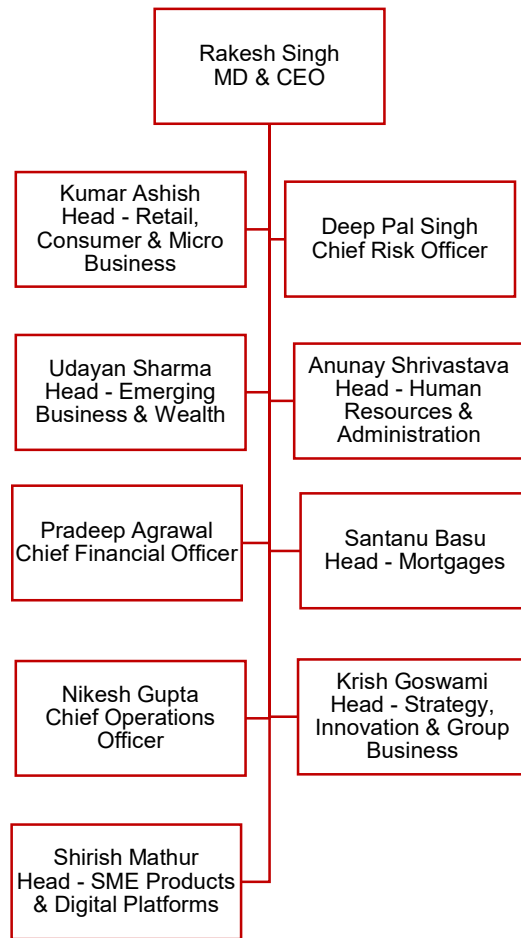 Rakesh Singh
MD & CEO
Kumar Ashish
Head - Retail,
Consumer & Micro
Business
Deep Pal Singh
Chief Risk Officer
Udayan Sharma
Head - Emerging
Business & Wealth
Anunay Shrivastava
Head - Human
Resources &
Administration
Pradeep Agrawal
Chief Financial Officer
Santanu Basu
Head - Mortgages
Nikesh Gupta
Chief Operations
Officer
Krish Goswami
Head - Strategy,
Innovation & Group
Business
Shirish Mathur
Head - SME Products
& Digital Platforms